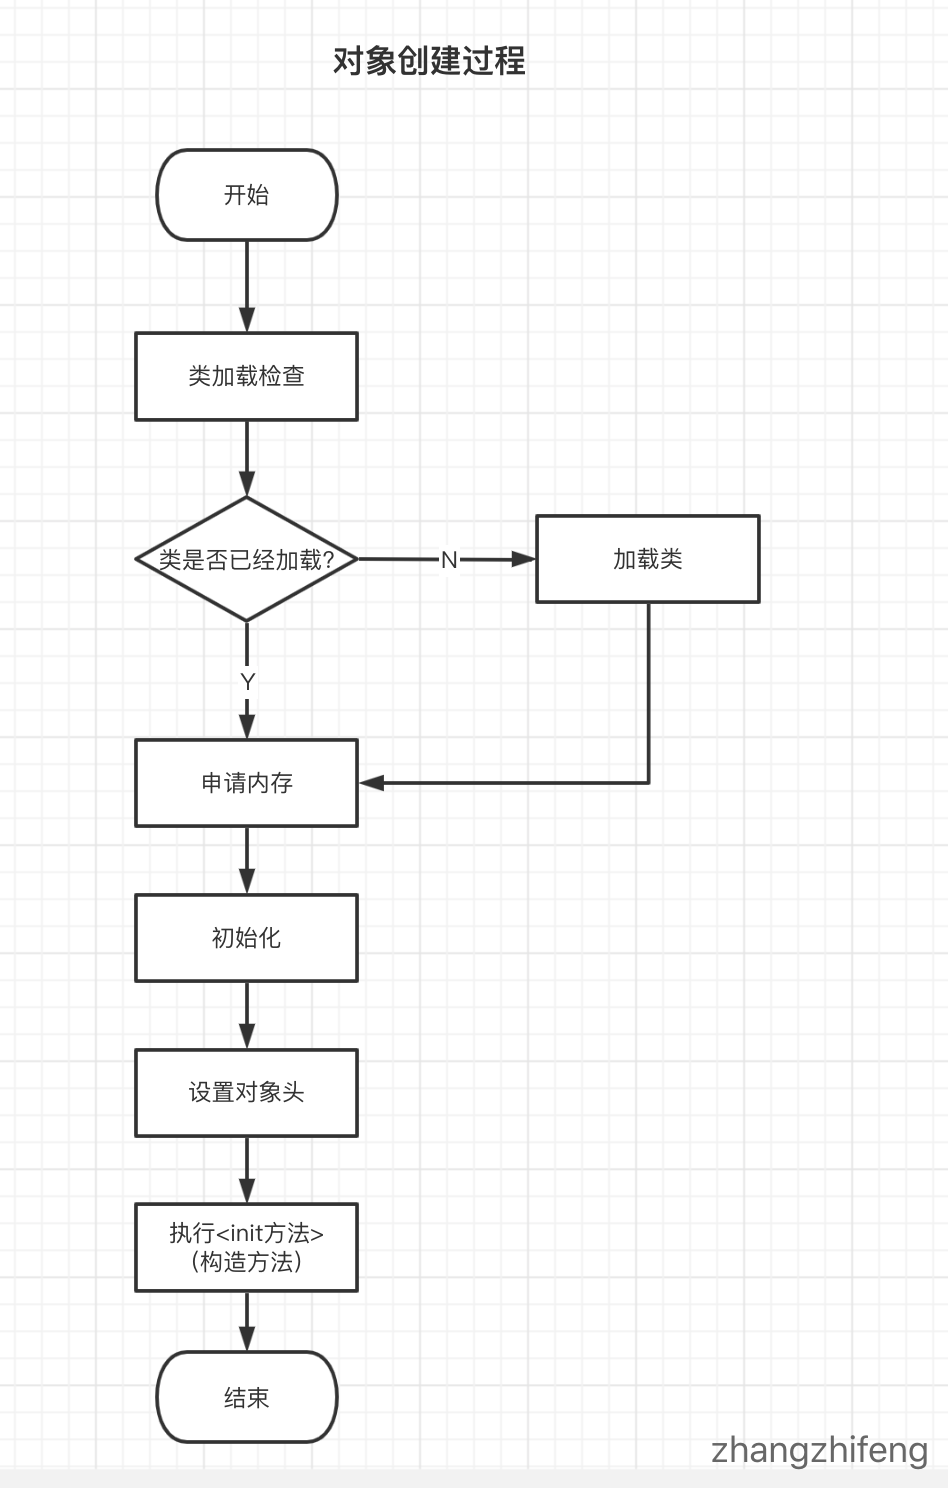 对象创建过程
开始
类加载检查
类是否已经加载?
N
加载类
Y
申请内存
初始化
设置对象头
执行<init方法>
（构造方法）
结束
zhangzhifeng